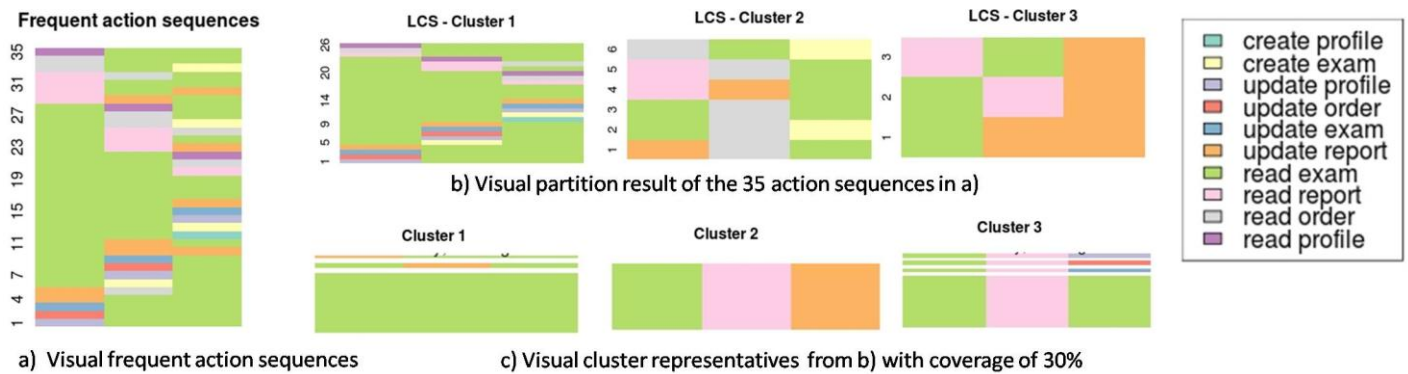 Frequent action sequences
35
31
27
23
19
15
11
7
4
1
a) Visual frequent action sequences
LCS - Cluster 1
26
20
14
9
5
1
LCS - Cluster 2
6
5
4
3
2
1
LCS - Cluster 3
3
2
1
b) Visual partition result of the 35 action sequences in a)
Cluster 1
Cluster 2
Cluster 3
c) Visual cluster representatives from b) with coverage of 30%
create profile
create exam
update profile
update order
update exam
update report
read exam
read report
read order
read profile